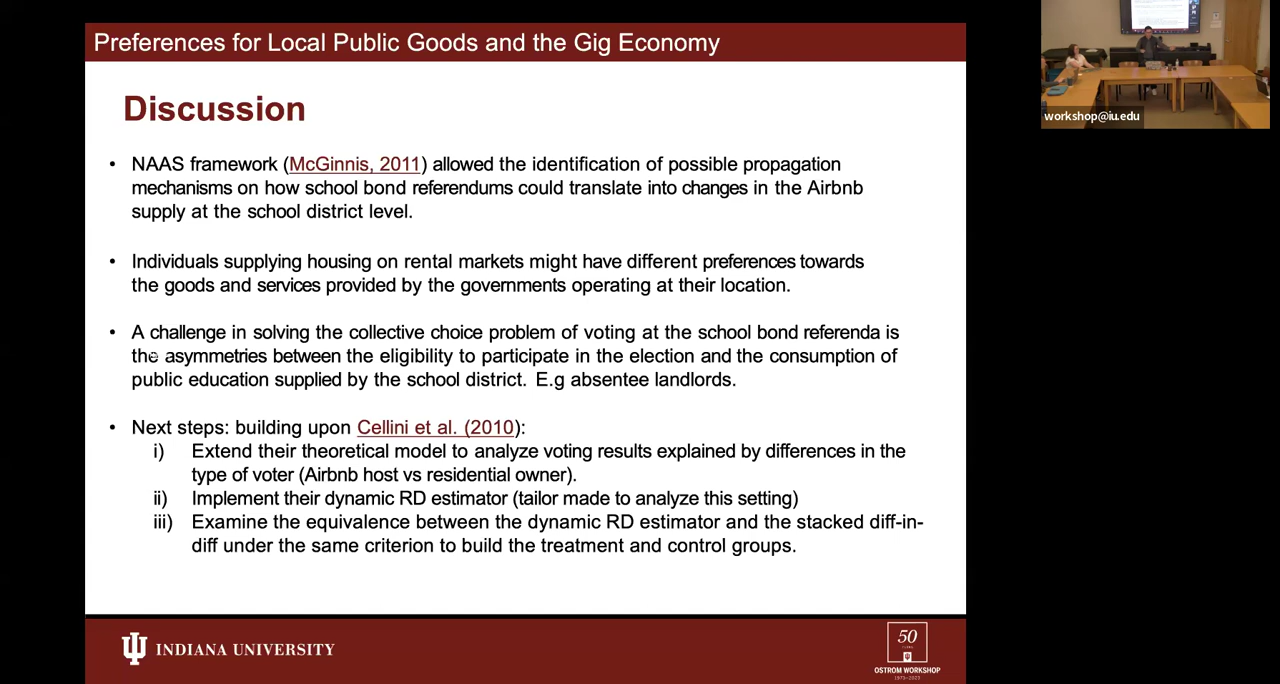 Preferences for Local Public Goods and the Gig Economy
workshop@iu.edu
Discussion
• NAAS framework (McGinnis, 2011) allowed the identification of possible propagation
mechanisms on how school bond referendums could translate into changes in the Airbnb
supply at the school district level.
• Individuals supplying housing on rental markets might have different preferences towards
the goods and services provided by the governments operating at their location.
• A challenge in solving the collective choice problem of voting at the school bond referenda is
the asymmetries between the eligibility to participate in the election and the consumption of
public education supplied by the school district. E.g absentee landlords.
• Next steps: building upon Cellini et al. (2010):
i) Extend their theoretical model to analyze voting results explained by differences in the
type of voter (Airbnb host vs residential owner).
ii) Implement their dynamic RD estimator (tailor made to analyze this setting)
iii) Examine the equivalence between the dynamic RD estimator and the stacked diff-in-
diff under the same criterion to build the treatment and control groups.
INDIANA UNIVERSITY
50
YEARS
OSTROM WORKSHOP
1973–2023